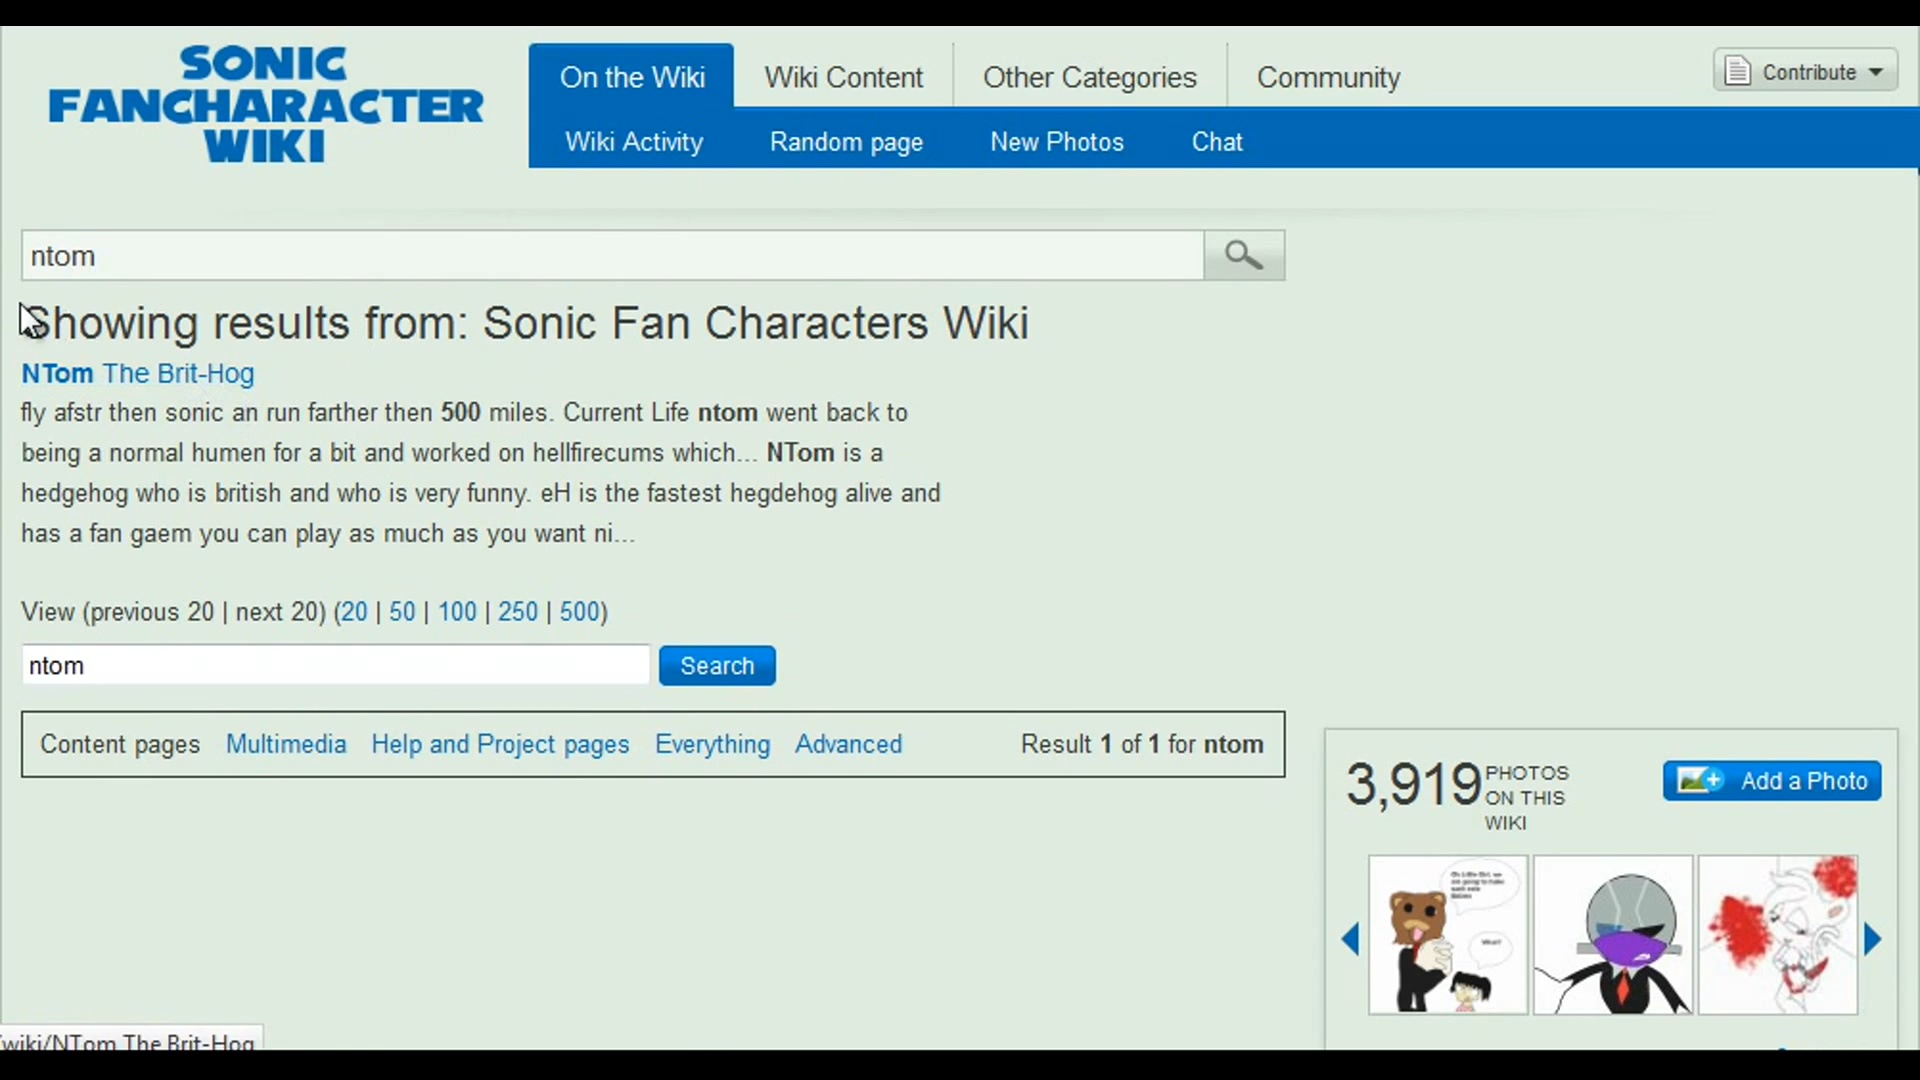 SONIC
FANCHARACTER
WIKI
On the Wiki
Wiki Content
Other Categories
Community
Contribute
Wiki Activity
Random page
New Photos
Chat
ntom
Showing results from: Sonic Fan Characters Wiki
NTom The Brit-Hog
fly afstr then sonic an run farther then 500 miles. Current Life ntom went back to
being a normal humen for a bit and worked on hellfirecums which... NTom is a
hedgehog who is british and who is very funny. eH is the fastest hegdehog alive and
has a fan gaem you can play as much as you want ni...
View (previous 20 | next 20) (20 | 50 | 100 | 250 | 500)
ntom
Search
Content pages
Multimedia
Help and Project pages
Everything
Advanced
Result 1 of 1 for ntom
3,919
PHOTOS
ON THIS
WIKI
Add a Photo
/wiki/NTom_The_Brit-Hog